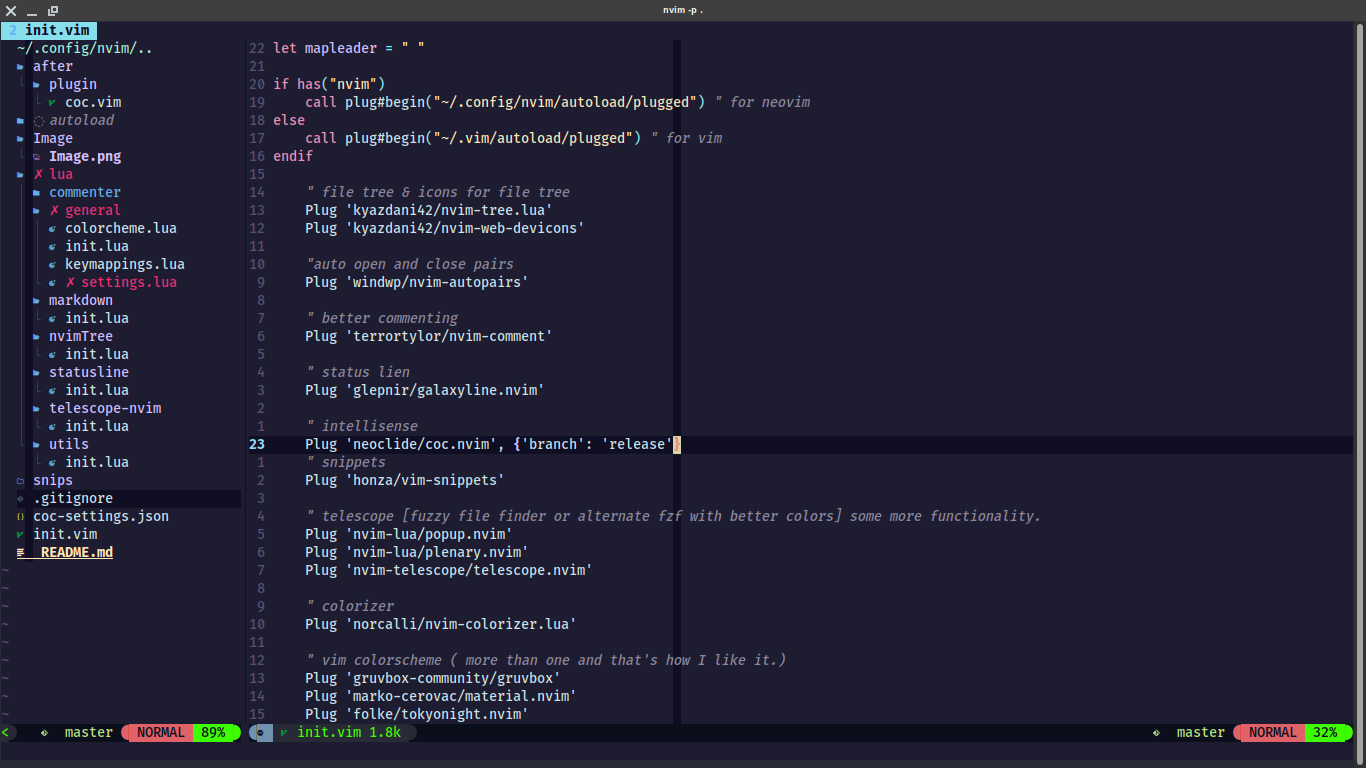 nvim -p .
2 init.vim
~/.config/nvim/..
after
plugin
coc.vim
autoload
Image
Image.png
✗ lua
commenter
✗ general
colorcheme.lua
init.lua
keymappings.lua
✗ settings.lua
markdown
init.lua
nvimTree
init.lua
statusline
init.lua
telescope-nvim
init.lua
utils
init.lua
snips
.gitignore
coc-settings.json
init.vim
README.md
~
~
~
~
~
~
~
~
~
22 let mapleader = " "
21
20 if has("nvim")
19 call plug#begin("~/.config/nvim/autoload/plugged") " for neovim
18 else
17 call plug#begin("~/.vim/autoload/plugged") " for vim
16 endif
15
14 " file tree & icons for file tree
13 Plug 'kyazdani42/nvim-tree.lua'
12 Plug 'kyazdani42/nvim-web-devicons'
11
10 "auto open and close pairs
9 Plug 'windwp/nvim-autopairs'
8
7 " better commenting
6 Plug 'terrortylor/nvim-comment'
5
4 " status lien
3 Plug 'glepnir/galaxyline.nvim'
2
1 " intellisense
23 Plug 'neoclide/coc.nvim', {'branch': 'release'}
1 " snippets
2 Plug 'honza/vim-snippets'
3
4 " telescope [fuzzy file finder or alternate fzf with better colors] some more functionality.
5 Plug 'nvim-lua/popup.nvim'
6 Plug 'nvim-lua/plenary.nvim'
7 Plug 'nvim-telescope/telescope.nvim'
8
9 " colorizer
10 Plug 'norcalli/nvim-colorizer.lua'
11
12 " vim colorscheme ( more than one and that's how I like it.)
13 Plug 'gruvbox-community/gruvbox'
14 Plug 'marko-cerovac/material.nvim'
15 Plug 'folke/tokyonight.nvim'
< master NORMAL 89%
init.vim 1.8k master NORMAL 32%